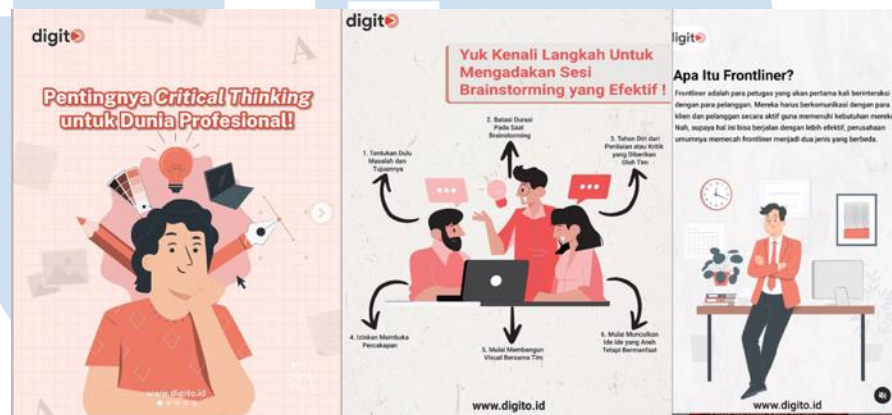 digito
Pentingnya Critical Thinking
untuk Dunia Profesional!
www.digito.id
digito
Yuk Kenali Langkah Untuk
Mengadakan Sesi
Brainstorming yang Efektif !
1. Tentukan Dulu
Masalah dan
Tujuannya
2. Batasi Durasi
Pada Saat
Brainstorming
3. Tahan Diri dari
Penilaian atau Kritik
yang Diberikan
Oleh Tim
4. Izinkan Membuka
Percakapan
5. Mulai Membangun
Visual Bersama Tim
6. Mulai Munculkan
Ide Ide yang Aneh
Tetapi Bermanfaat
www.digito.id
digito
Apa Itu Frontliner?
Frontliner adalah para petugas yang akan pertama kali berinteraksi
dengan para pelanggan. Mereka harus berkomunikasi dengan para
klien dan pelanggan secara aktif guna memenuhi kebutuhan mereka
Nah, supaya hal ini bisa berjalan dengan lebih efektif, perusahaan
umumnya memecah frontliner menjadi dua jenis yang berbeda.
www.digito.id